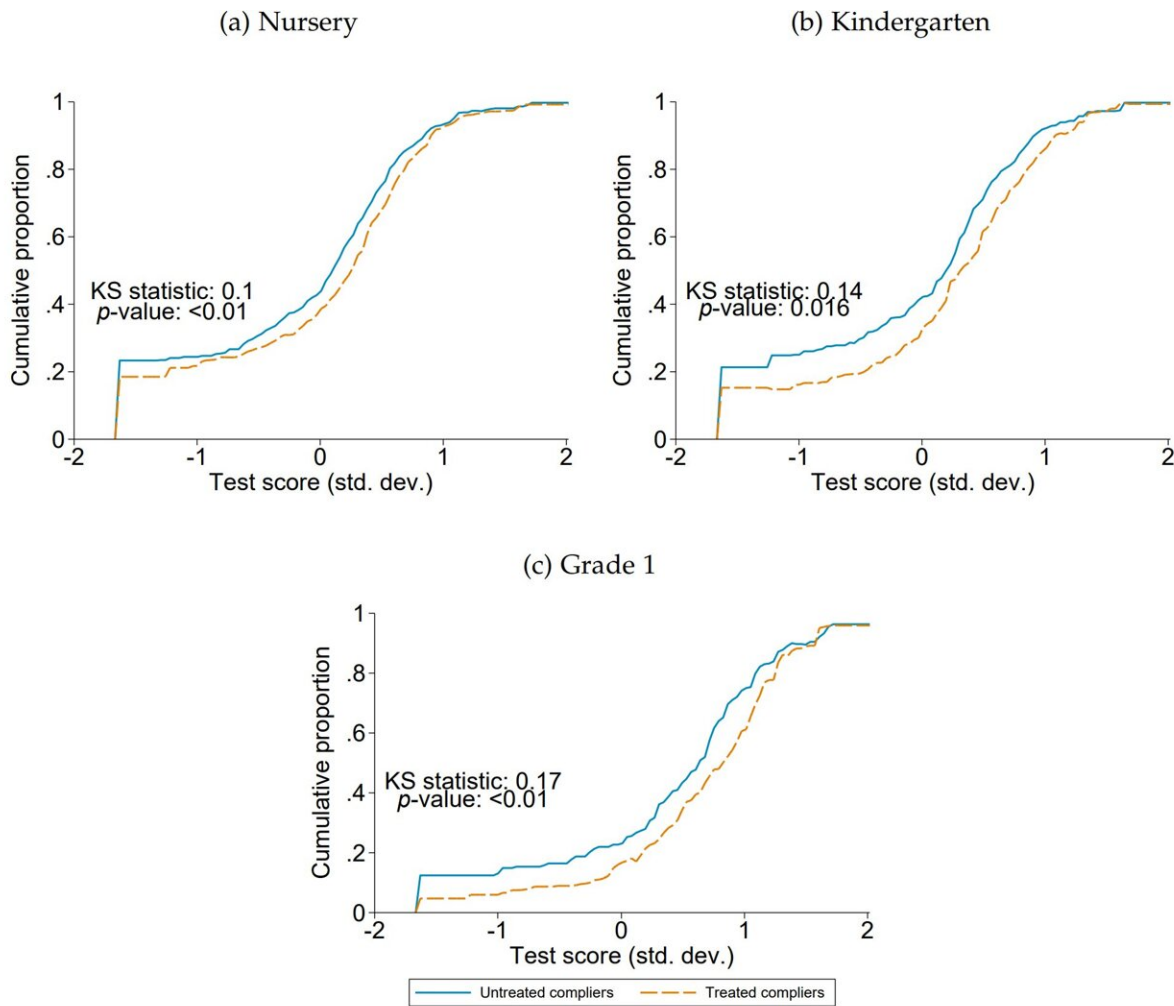 (a) Nursery
1
.8
.6
.4
.2
0
Cumulative proportion
KS statistic: 0.1
p-value: <0.01
-2 -1 0 1 2
Test score (std. dev.)
(b) Kindergarten
1
.8
.6
.4
.2
0
Cumulative proportion
KS statistic: 0.14
p-value: 0.016
-2 -1 0 1 2
Test score (std. dev.)
(c) Grade 1
1
.8
.6
.4
.2
0
Cumulative proportion
KS statistic: 0.17
p-value: <0.01
-2 -1 0 1 2
Test score (std. dev.)
Untreated compliers Treated compliers